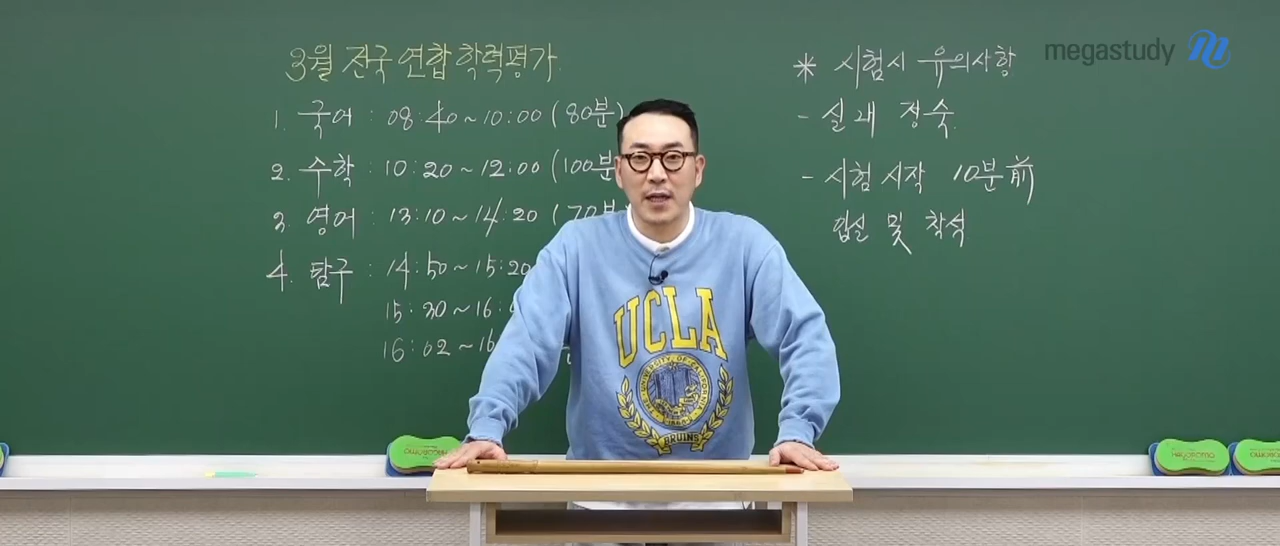 3월 전국 연합 학력평가
1. 국어 : 08:40 ~ 10:00 (80분)
2. 수학 : 10:20 ~ 12:00 (100분
3. 영어 : 13:10 ~ 14:20 (70분
4. 탐구 : 14:50 ~ 15:20
15:30 ~ 16:
16:02 ~ 16
* 시험시 유의사항
- 실내 정숙.
- 시험 시작 10분 前
입실 및 착석
megastudy
UCLA
THE UNIVERSITY OF CALIFORNIA
BRUINS